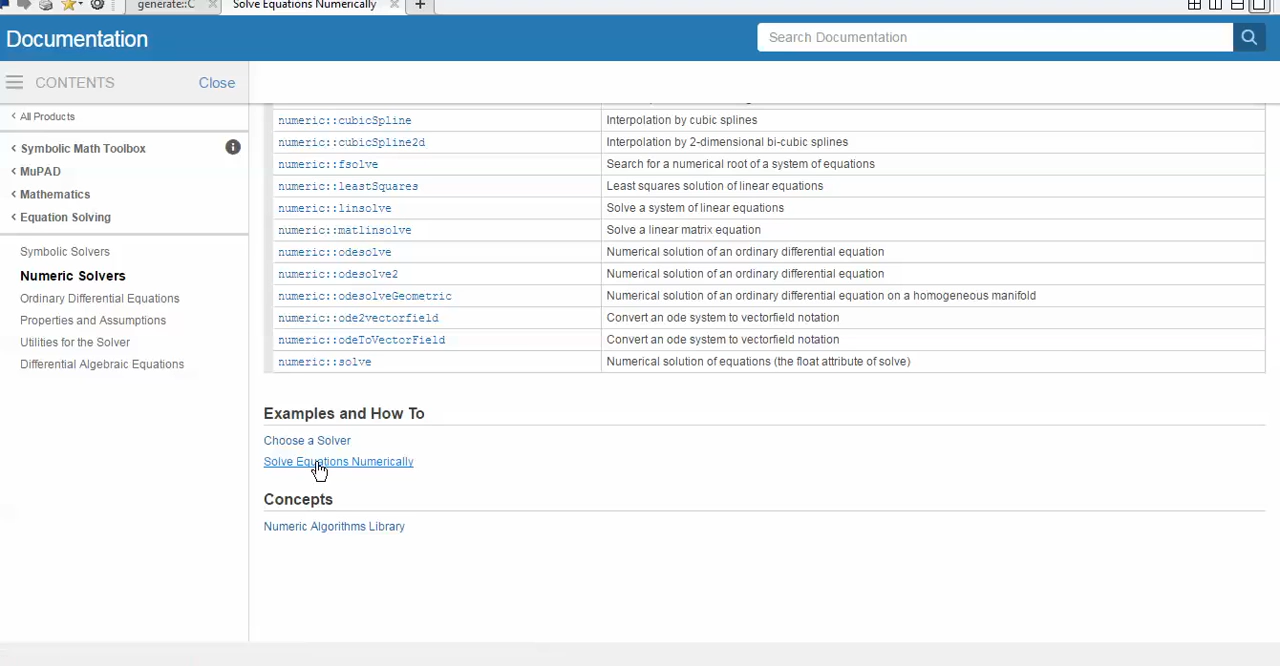 generate::C
Solve Equations Numerically
Documentation
Search Documentation
CONTENTS
Close
All Products
Symbolic Math Toolbox
MuPAD
Mathematics
Equation Solving
Symbolic Solvers
Numeric Solvers
Ordinary Differential Equations
Properties and Assumptions
Utilities for the Solver
Differential Algebraic Equations
numeric::cubicSpline Interpolation by cubic splines
numeric::cubicSpline2d Interpolation by 2-dimensional bi-cubic splines
numeric::fsolve Search for a numerical root of a system of equations
numeric::leastSquares Least squares solution of linear equations
numeric::linsolve Solve a system of linear equations
numeric::matlinsolve Solve a linear matrix equation
numeric::odesolve Numerical solution of an ordinary differential equation
numeric::odesolve2 Numerical solution of an ordinary differential equation
numeric::odesolveGeometric Numerical solution of an ordinary differential equation on a homogeneous manifold
numeric::ode2vectorfield Convert an ode system to vectorfield notation
numeric::odeToVectorField Convert an ode system to vectorfield notation
numeric::solve Numerical solution of equations (the float attribute of solve)
Examples and How To
Choose a Solver
Solve Equations Numerically
Concepts
Numeric Algorithms Library